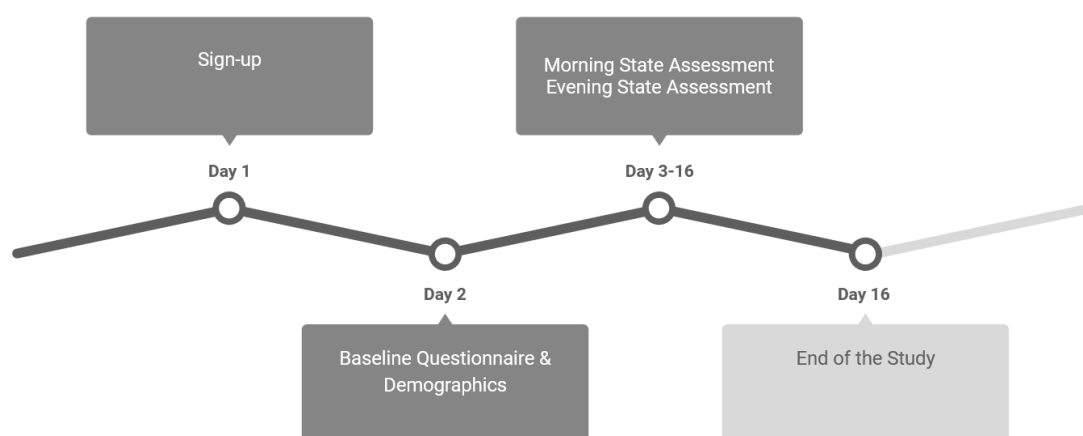 Sign-up
Day 1
Baseline Questionnaire &
Demographics
Day 2
Morning State Assessment
Evening State Assessment
Day 3-16
End of the Study
Day 16